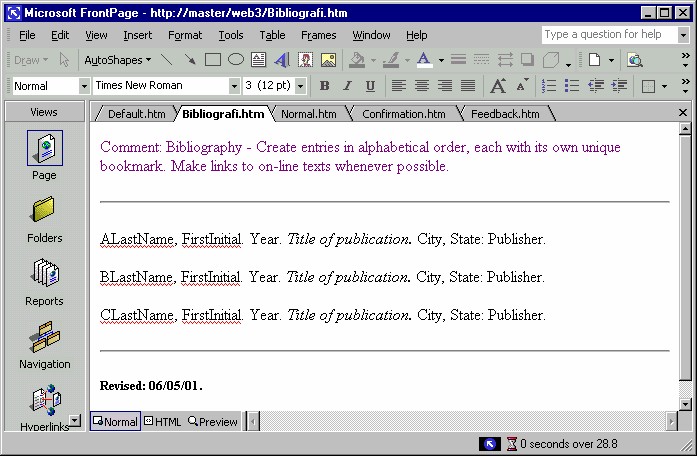 Microsoft FrontPage - http://master/web3/Bibliografi.htm
File Edit View Insert Format Tools Table Frames Window Help Type a question for help
Draw AutoShapes A
Normal Times New Roman 3 (12 pt) B I U A A
Views Default.htm Bibliografi.htm Normal.htm Confirmation.htm Feedback.htm
Page
Folders
Reports
Navigation
Hyperlinks
Comment: Bibliography - Create entries in alphabetical order, each with its own unique
bookmark. Make links to on-line texts whenever possible.
ALastName, FirstInitial. Year. Title of publication. City, State: Publisher.
BLastName, FirstInitial. Year. Title of publication. City, State: Publisher.
CLastName, FirstInitial. Year. Title of publication. City, State: Publisher.
Revised: 06/05/01.
Normal HTML Preview
0 seconds over 28.8